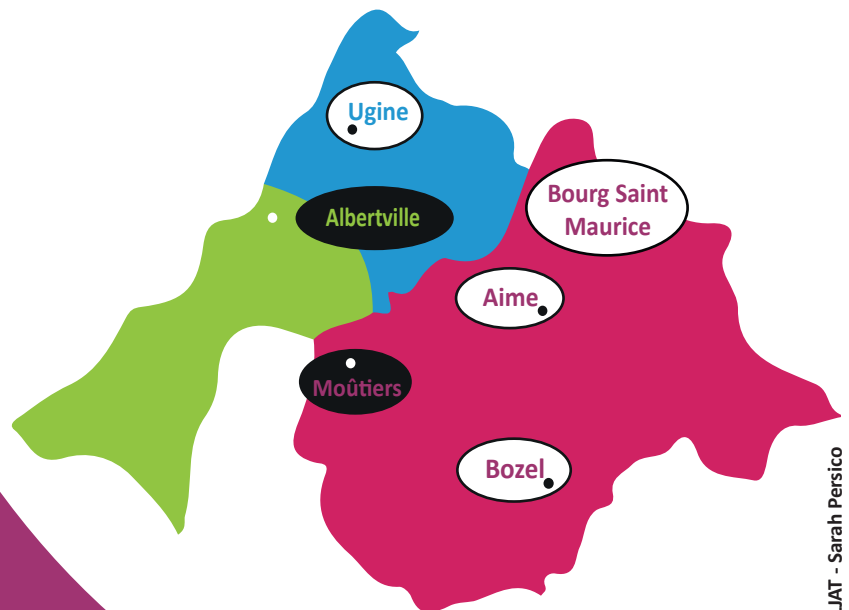 Ugine
Albertville
Bourg Saint
Maurice
Aime
Moûtiers
Bozel
JAT - Sarah Persico